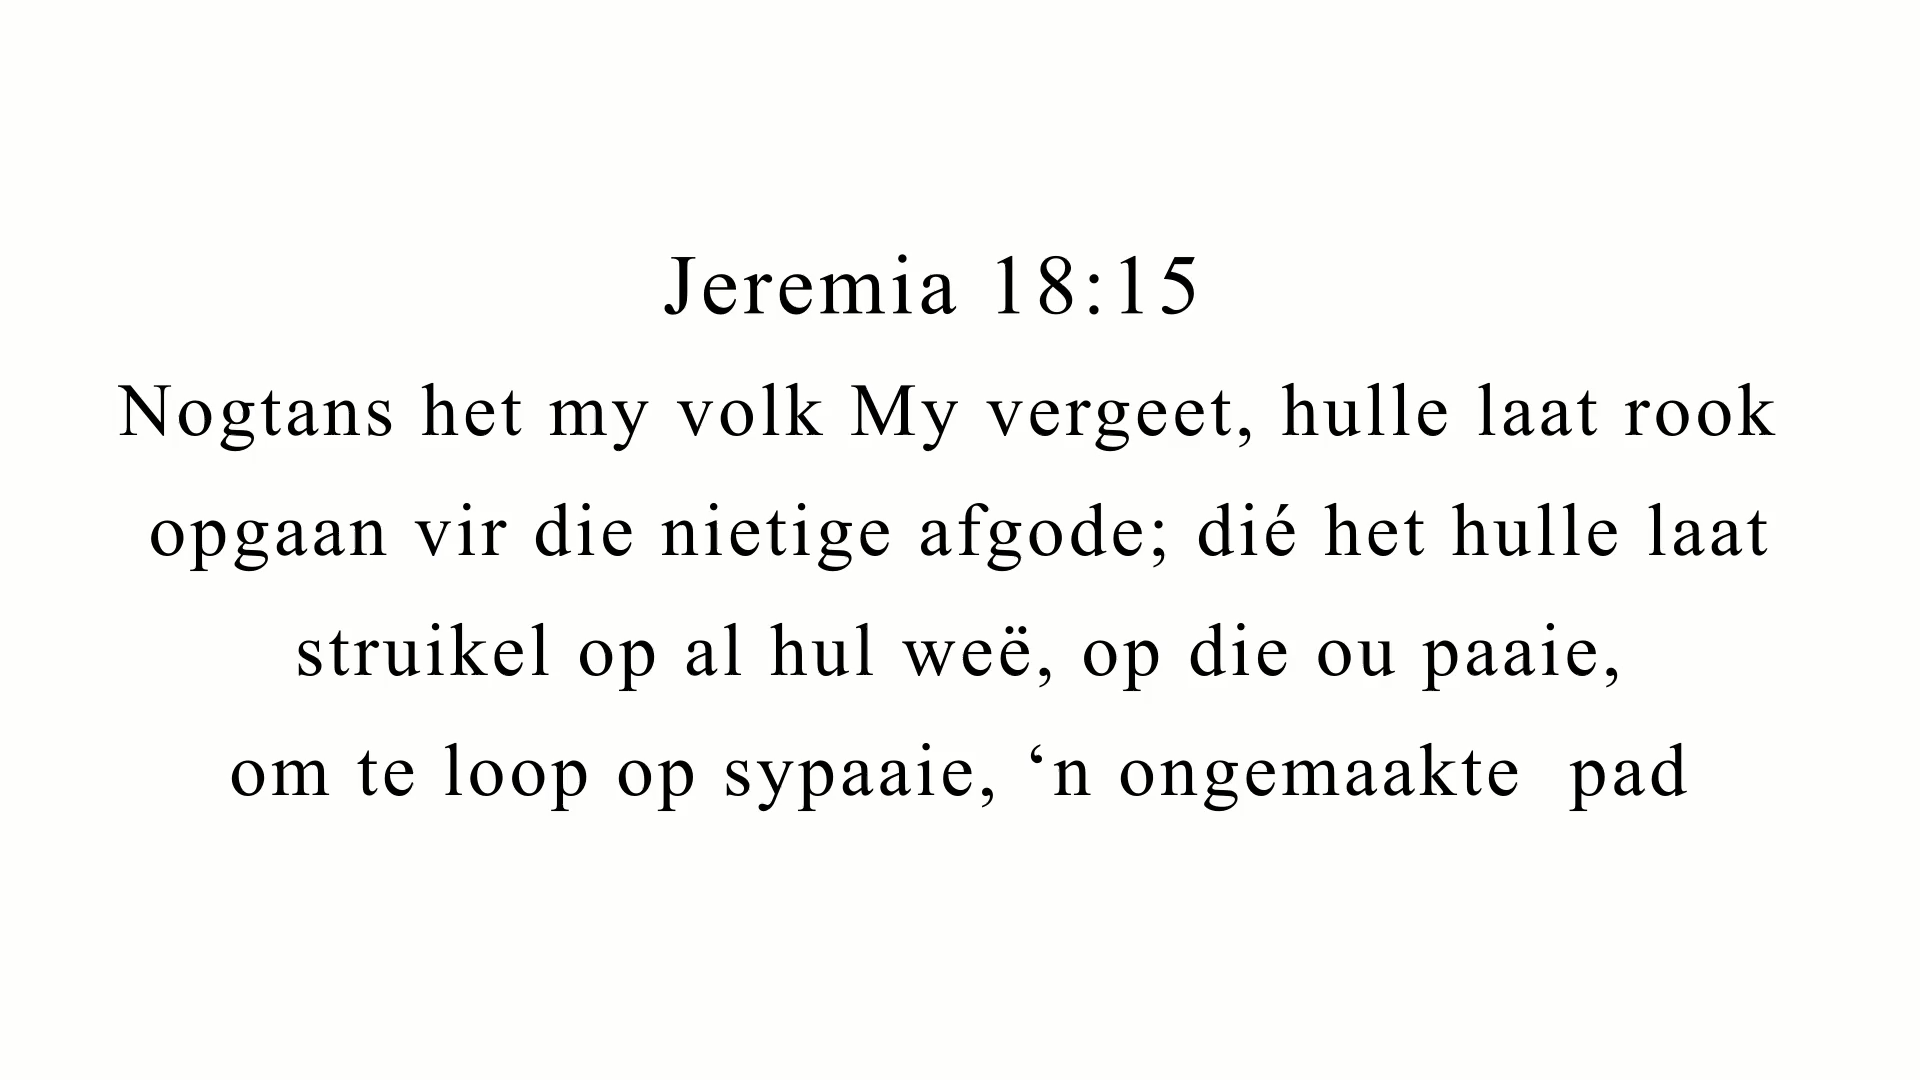 Jeremia 18:15
Nogtans het my volk My vergeet, hulle laat rook
opgaan vir die nietige afgode; dié het hulle laat
struikel op al hul weë, op die ou paaie,
om te loop op sypaaie, ‘n ongemaakte  pad